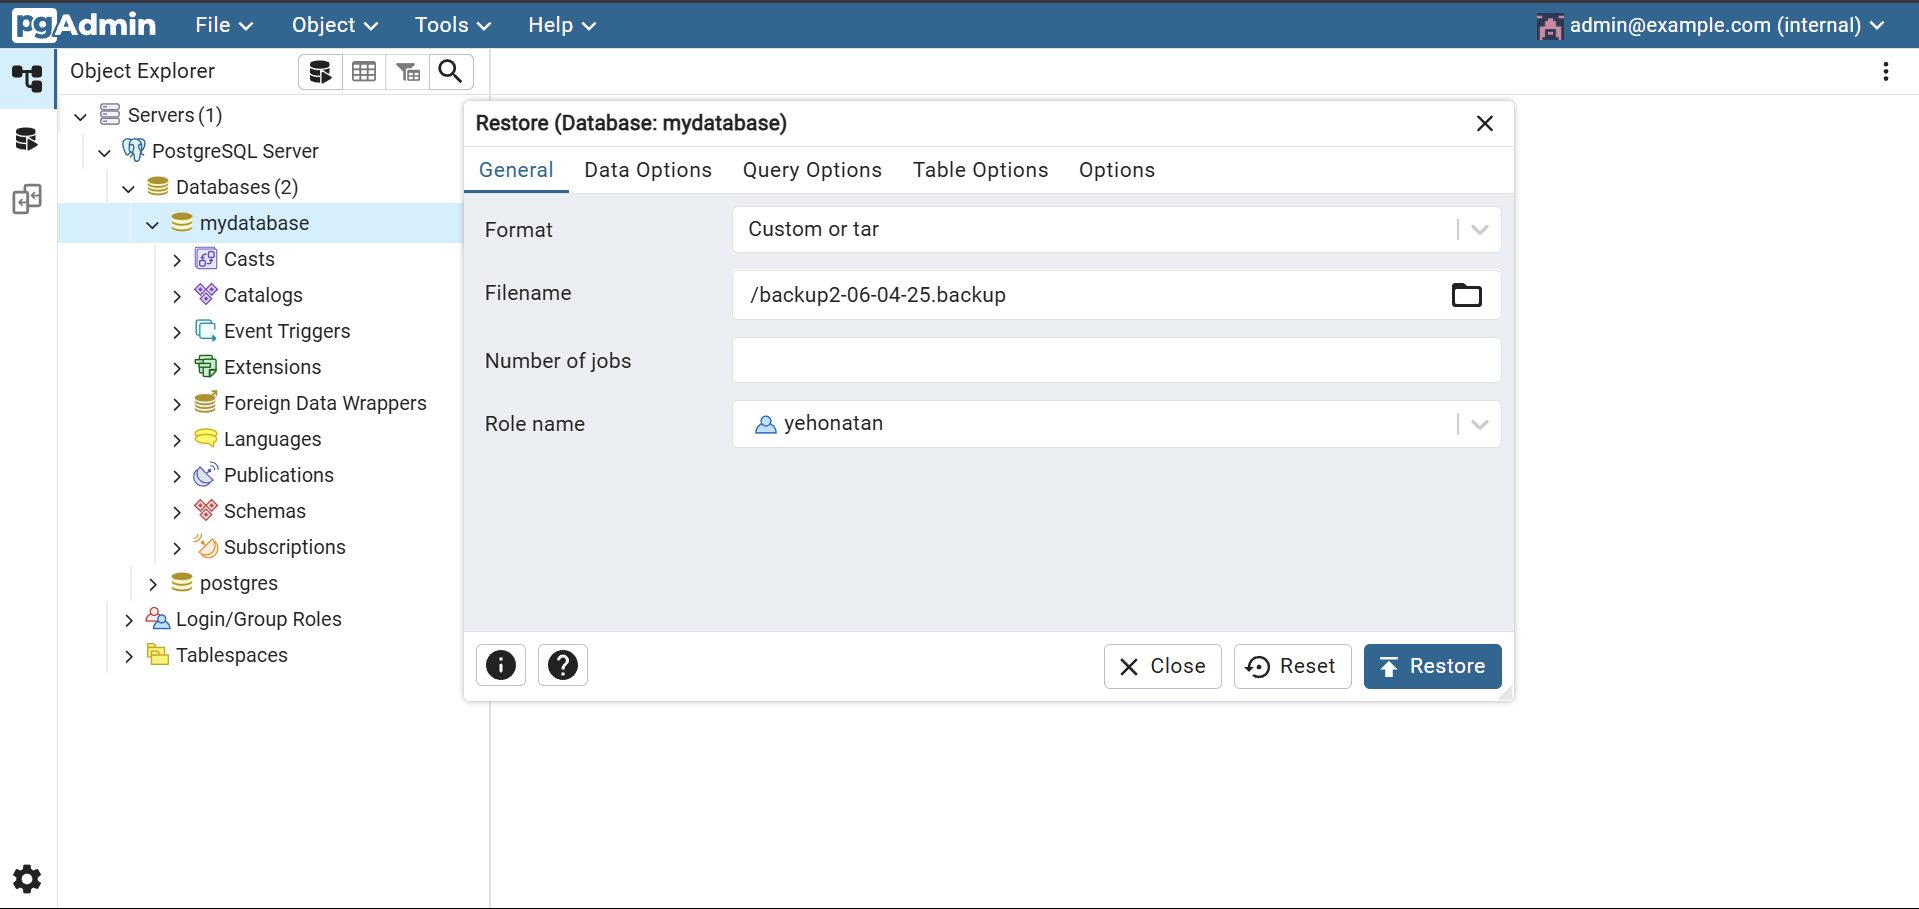 pgAdmin File Object Tools Help admin@example.com (internal)
Object Explorer
Servers (1)
PostgreSQL Server
Databases (2)
mydatabase
Casts
Catalogs
Event Triggers
Extensions
Foreign Data Wrappers
Languages
Publications
Schemas
Subscriptions
postgres
Login/Group Roles
Tablespaces
Restore (Database: mydatabase)
General Data Options Query Options Table Options Options
Format Custom or tar
Filename /backup2-06-04-25.backup
Number of jobs
Role name yehonatan
Close Reset Restore